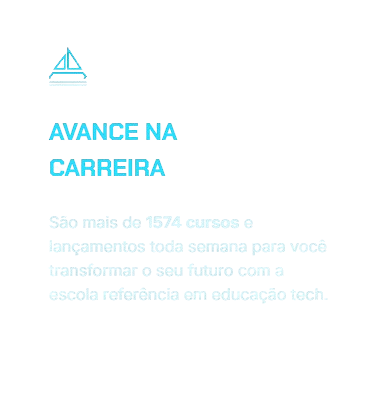 AVANCE NA
CARREIRA
São mais de 1574 cursos e
lançamentos toda semana para você
transformar o seu futuro com a
escola referência em educação tech.